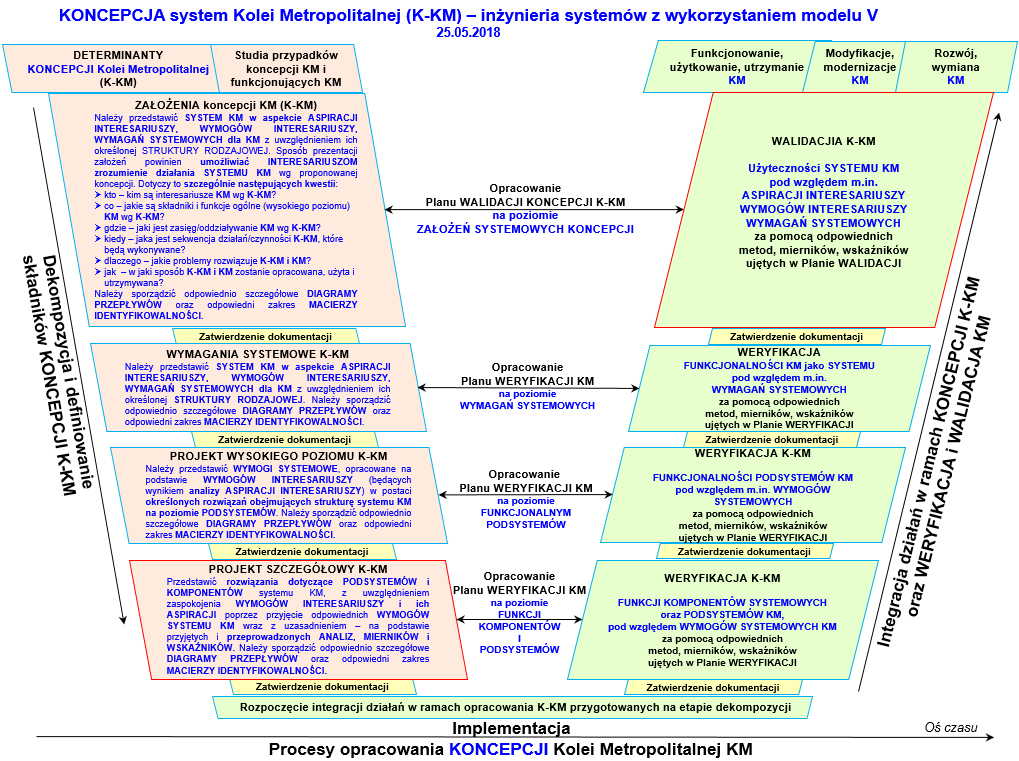 KONCEPCJA system Kolei Metropolitalnej (K-KM) – inżynieria systemów z wykorzystaniem modelu V
25.05.2018
DETERMINANTY
KONCEPCJI Kolei Metropolitalnej
(K-KM)
Studia przypadków
koncepcji KM i
funkcjonujących KM
Funkcjonowanie,
użytkowanie, utrzymanie
KM
Modyfikacje,
modernizacje
KM
Rozwój,
wymiana
KM
ZAŁOŻENIA koncepcji KM (K-KM)
Należy przedstawić SYSTEM KM w aspekcie ASPIRACJI
INTERESARIUSZY, WYMOGÓW INTERESARIUSZY,
WYMAGAŃ SYSTEMOWYCH dla KM z uwzględnieniem ich
określonej STRUKTURY RODZAJOWEJ. Sposób prezentacji
założeń powinien umożliwiać INTERESARIUSZOM
zrozumienie działania SYSTEMU KM wg proponowanej
koncepcji. Dotyczy to szczególnie następujących kwestii:
➢ kto – kim są interesariusze KM wg K-KM?
➢ co – jakie są składniki i funkcje ogólne (wysokiego poziomu)
KM wg K-KM?
➢ gdzie – jaki jest zasięg/oddziaływanie KM wg K-KM?
➢ kiedy – jaka jest sekwencja działań/czynności K-KM, które
będą wykonywane?
➢ dlaczego – jakie problemy rozwiązuje K-KM i KM?
➢ jak – w jaki sposób K-KM i KM zostanie opracowana, użyta i
utrzymywana?
Należy sporządzić odpowiednio szczegółowe DIAGRAMY
PRZEPŁYWÓW oraz odpowiedni zakres MACIERZY
IDENTYFIKOWALNOŚCI.
Opracowanie
Planu WALIDACJI KONCEPCJI K-KM
na poziomie
ZAŁOŻEŃ SYSTEMOWYCH KONCEPCJI
WALIDACJIA K-KM
Użyteczności SYSTEMU KM
pod względem m.in.
ASPIRACJI INTERESARIUSZY
WYMOGÓW INTERESARIUSZY
WYMAGAŃ SYSTEMOWYCH
za pomocą odpowiednich
metod, mierników, wskaźników
ujętych w Planie WALIDACJI
Dekompozycja i definiowanie
składników KONCEPCJI K-KM
Integracja działań w ramach KONCEPCJI K-KM
oraz WERYFIKACJA i WALIDACJA KM
Zatwierdzenie dokumentacji
Zatwierdzenie dokumentacji
WYMAGANIA SYSTEMOWE K-KM
Należy przedstawić SYSTEM KM w aspekcie ASPIRACJI
INTERESARIUSZY, WYMOGÓW INTERESARIUSZY,
WYMAGAŃ SYSTEMOWYCH dla KM z uwzględnieniem ich
określonej STRUKTURY RODZAJOWEJ. Należy sporządzić
odpowiednio szczegółowe DIAGRAMY PRZEPŁYWÓW oraz
odpowiedni zakres MACIERZY IDENTYFIKOWALNOŚCI.
Opracowanie
Planu WERYFIKACJI KM
na poziomie
WYMAGAŃ SYSTEMOWYCH
WERYFIKACJA
FUNKCJONALNOŚCI KM jako SYSTEMU
pod względem m.in.
WYMAGAŃ SYSTEMOWYCH
za pomocą odpowiednich
metod, mierników, wskaźników
ujętych w Planie WERYFIKACJI
Zatwierdzenie dokumentacji
Zatwierdzenie dokumentacji
PROJEKT WYSOKIEGO POZIOMU K-KM
Należy przedstawić WYMOGI SYSTEMOWE, opracowane na
podstawie WYMOGÓW INTERESARIUSZY (będących
wynikiem analizy ASPIRACJI INTERESARIUSZY) w postaci
określonych rozwiązań obejmujących strukturę systemu KM
na poziomie PODSYSTEMÓW. Należy sporządzić odpowiednio
szczegółowe DIAGRAMY PRZEPŁYWÓW oraz odpowiedni
zakres MACIERZY IDENTYFIKOWALNOŚCI.
Opracowanie
Planu WERYFIKACJI KM
na poziomie
FUNKCJONALNYM
PODSYSTEMÓW
WERYFIKACJA K-KM
FUNKCJONALNOŚCI PODSYSTEMÓW KM
pod względem m.in. WYMOGÓW
SYSTEMOWYCH
za pomocą odpowiednich
metod, mierników, wskaźników
ujętych w Planie WERYFIKACJI
Zatwierdzenie dokumentacji
Zatwierdzenie dokumentacji
PROJEKT SZCZEGÓŁOWY K-KM
Przedstawić rozwiązania dotyczące PODSYSTEMÓW i
KOMPONENTÓW systemu KM, z uwzględnieniem
zaspokojenia WYMOGÓW INTERESARIUSZY i ich
ASPIRACJI poprzez przyjęcie odpowiednich WYMOGÓW
SYSTEMU KM wraz z uzasadnieniem – na podstawie
przyjętych i przeprowadzonych ANALIZ, MIERNIKÓW i
WSKAŹNIKÓW. Należy sporządzić odpowiednio szczegółowe
DIAGRAMY PRZEPŁYWÓW oraz odpowiedni zakres
MACIERZY IDENTYFIKOWALNOŚCI.
Opracowanie
Planu WERYFIKACJI KM
na poziomie
FUNKCJI
KOMPONENTÓW
I
PODSYSTEMÓW
WERYFIKACJA K-KM
FUNKCJI KOMPONENTÓW SYSTEMOWYCH
oraz PODSYSTEMÓW KM,
pod względem WYMOGÓW SYSTEMOWYCH KM
za pomocą odpowiednich
metod, mierników, wskaźników
ujętych w Planie WERYFIKACJI
Zatwierdzenie dokumentacji
Zatwierdzenie dokumentacji
Rozpoczęcie integracji działań w ramach opracowania K-KM przygotowanych na etapie dekompozycji
Implementacja
Oś czasu
Procesy opracowania KONCEPCJI Kolei Metropolitalnej KM